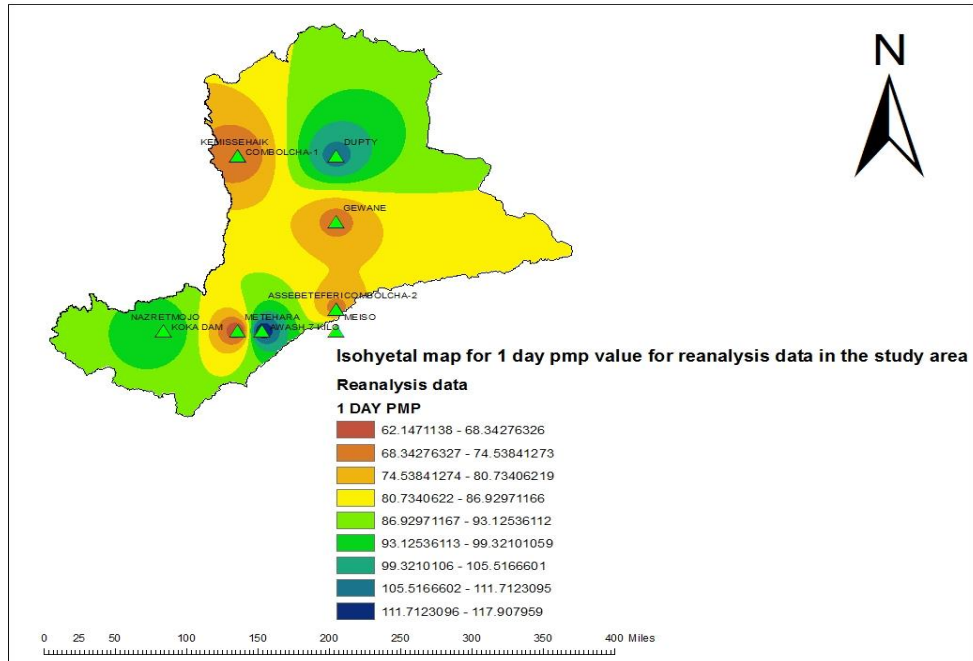 N
KEMISSEHAIK
COMBOLCHA-1
DUPTY
GEWANE
ASSEBETEFERICOMBOLCHA-2
NAZRETMOJO
METEHARA
MEISO
KOKA DAM
AWASH 7 KILO
Isohyetal map for 1 day pmp value for reanalysis data in the study area
Reanalysis data
1 DAY PMP
62.1471138 - 68.34276326
68.34276327 - 74.53841273
74.53841274 - 80.73406219
80.7340622 - 86.92971166
86.92971167 - 93.12536112
93.12536113 - 99.32101059
99.3210106 - 105.5166601
105.5166602 - 111.7123095
111.7123096 - 117.907959
0 25 50 100 150 200 250 300 350 400 Miles